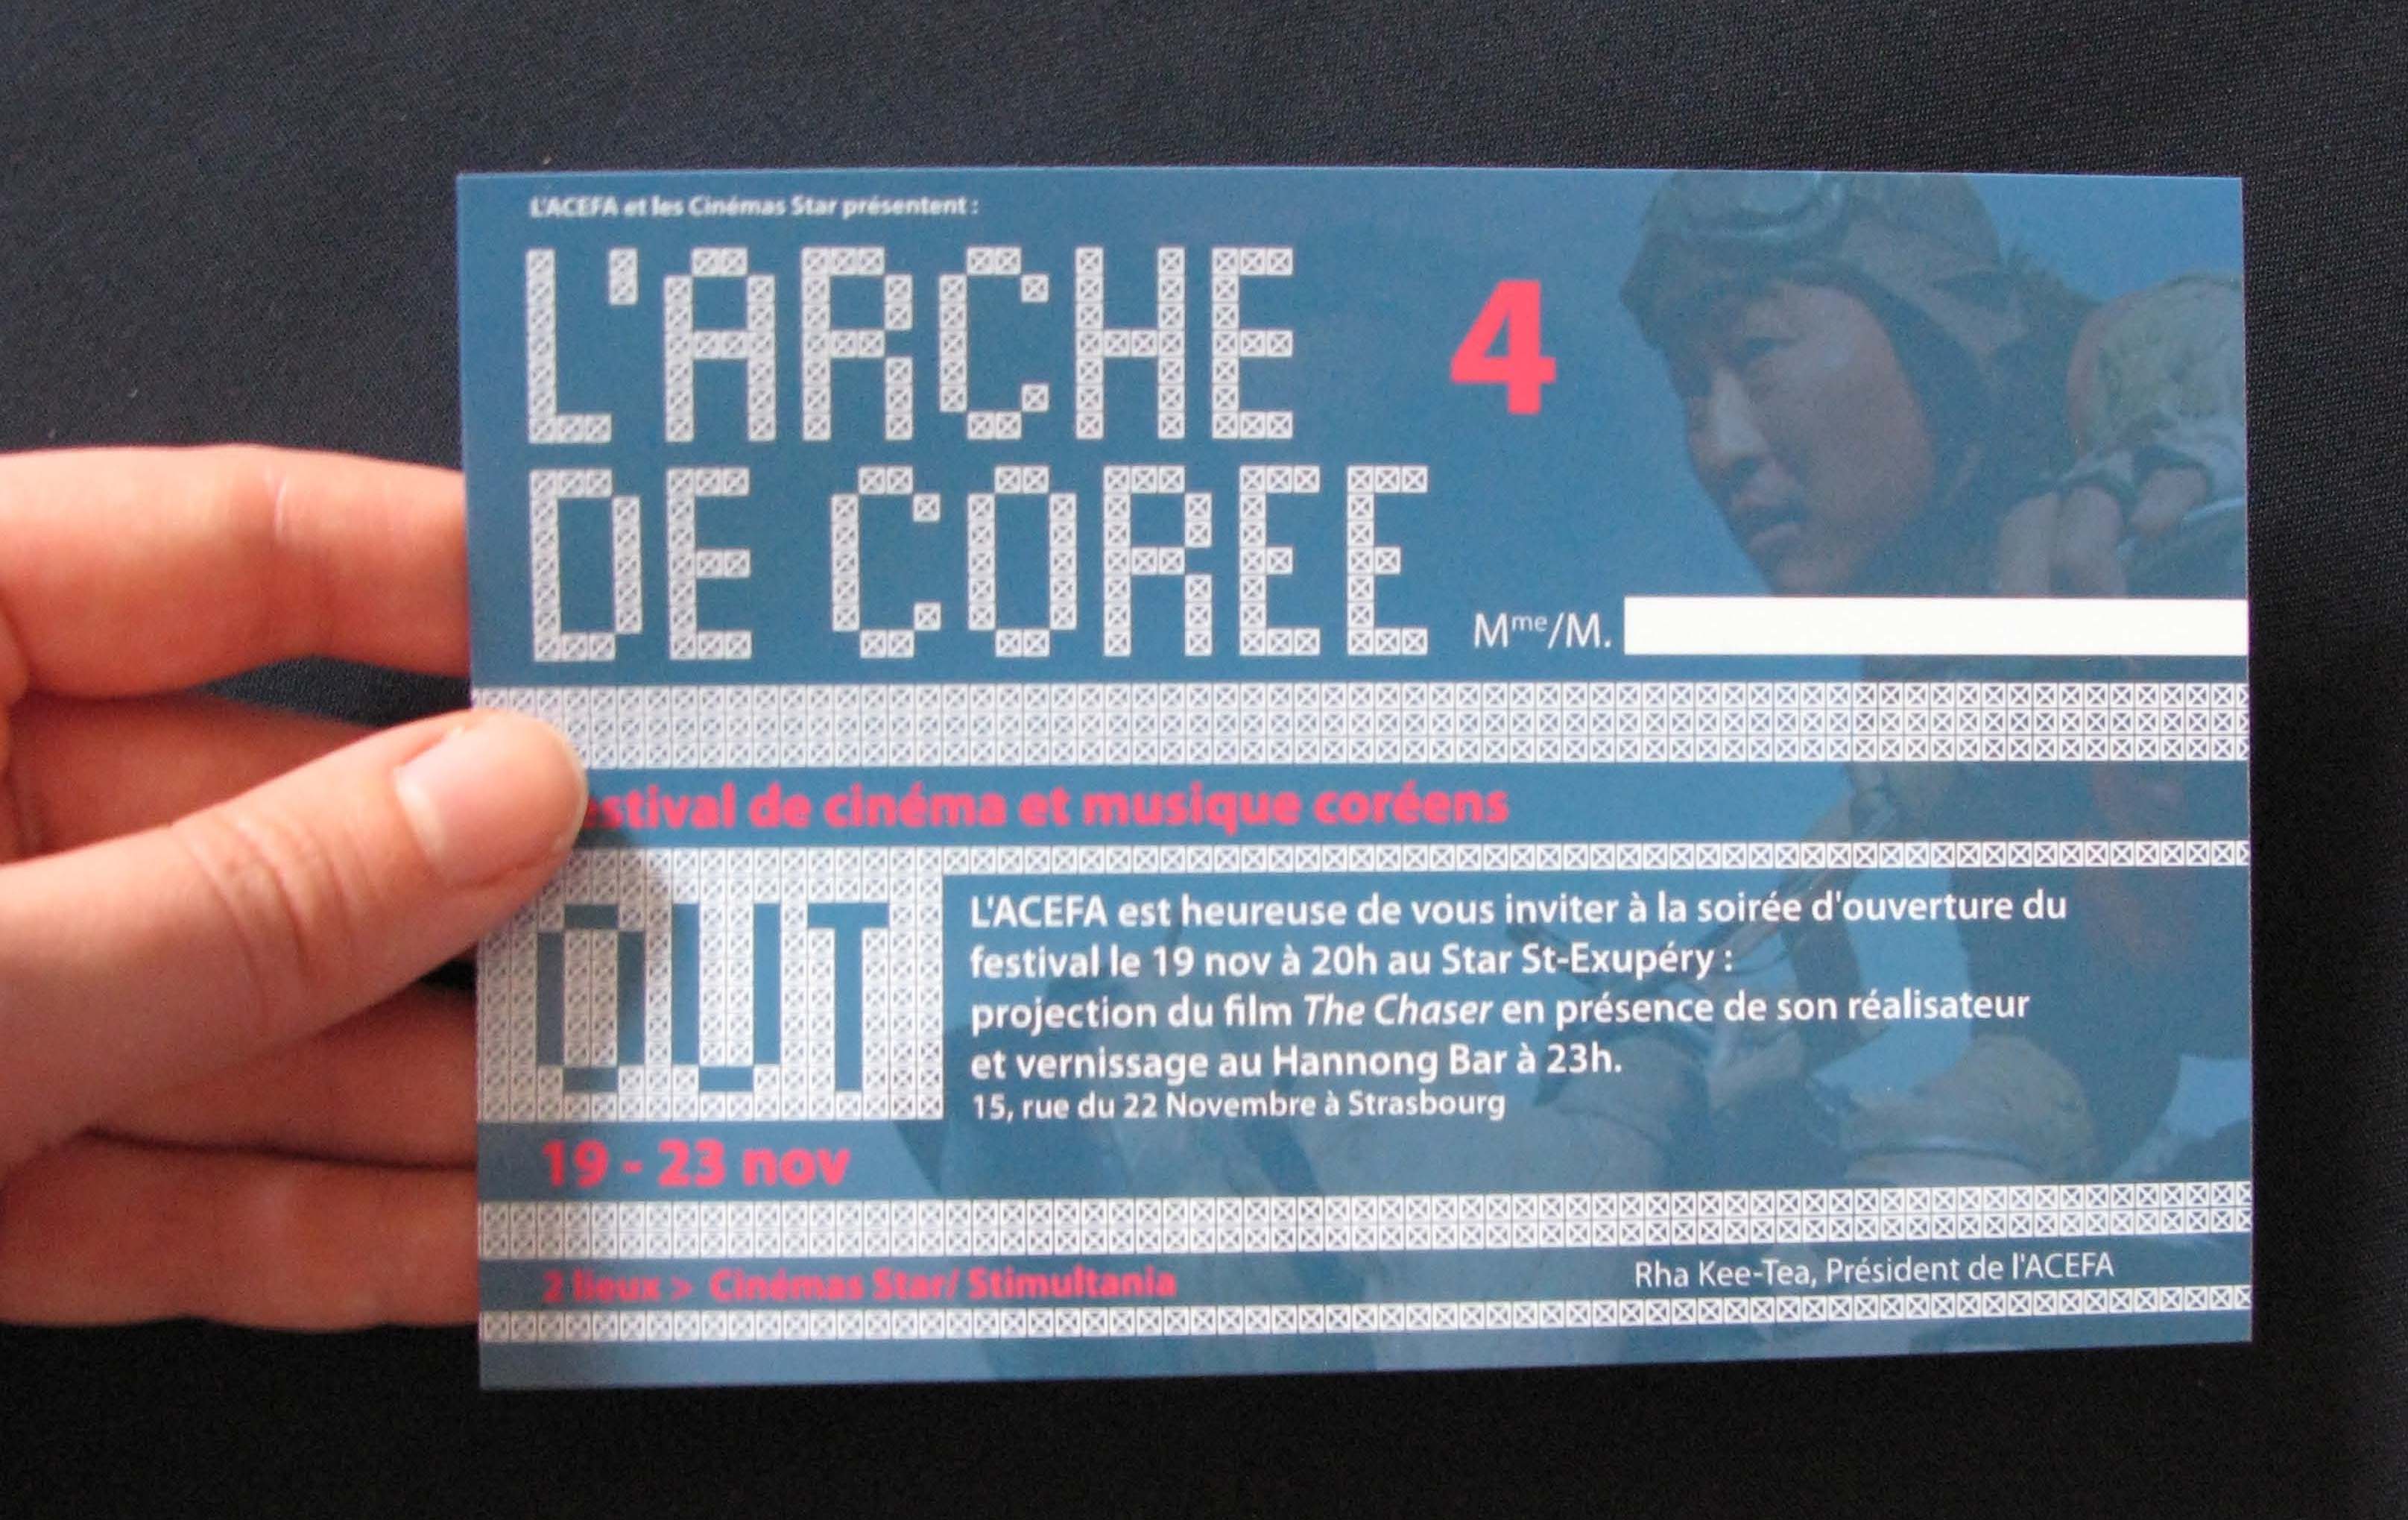 L'ACEFA et les Cinémas Star présentent :
L'ARCHE 4
DE COREE
Mme/M.
estival de cinéma et musique coréens
OUT
L'ACEFA est heureuse de vous inviter à la soirée d'ouverture du
festival le 19 nov à 20h au Star St-Exupéry :
projection du film The Chaser en présence de son réalisateur
et vernissage au Hannong Bar à 23h.
15, rue du 22 Novembre à Strasbourg
19 - 23 nov
2 lieux > Cinémas Star/ Stimultania
Rha Kee-Tea, Président de l'ACEFA